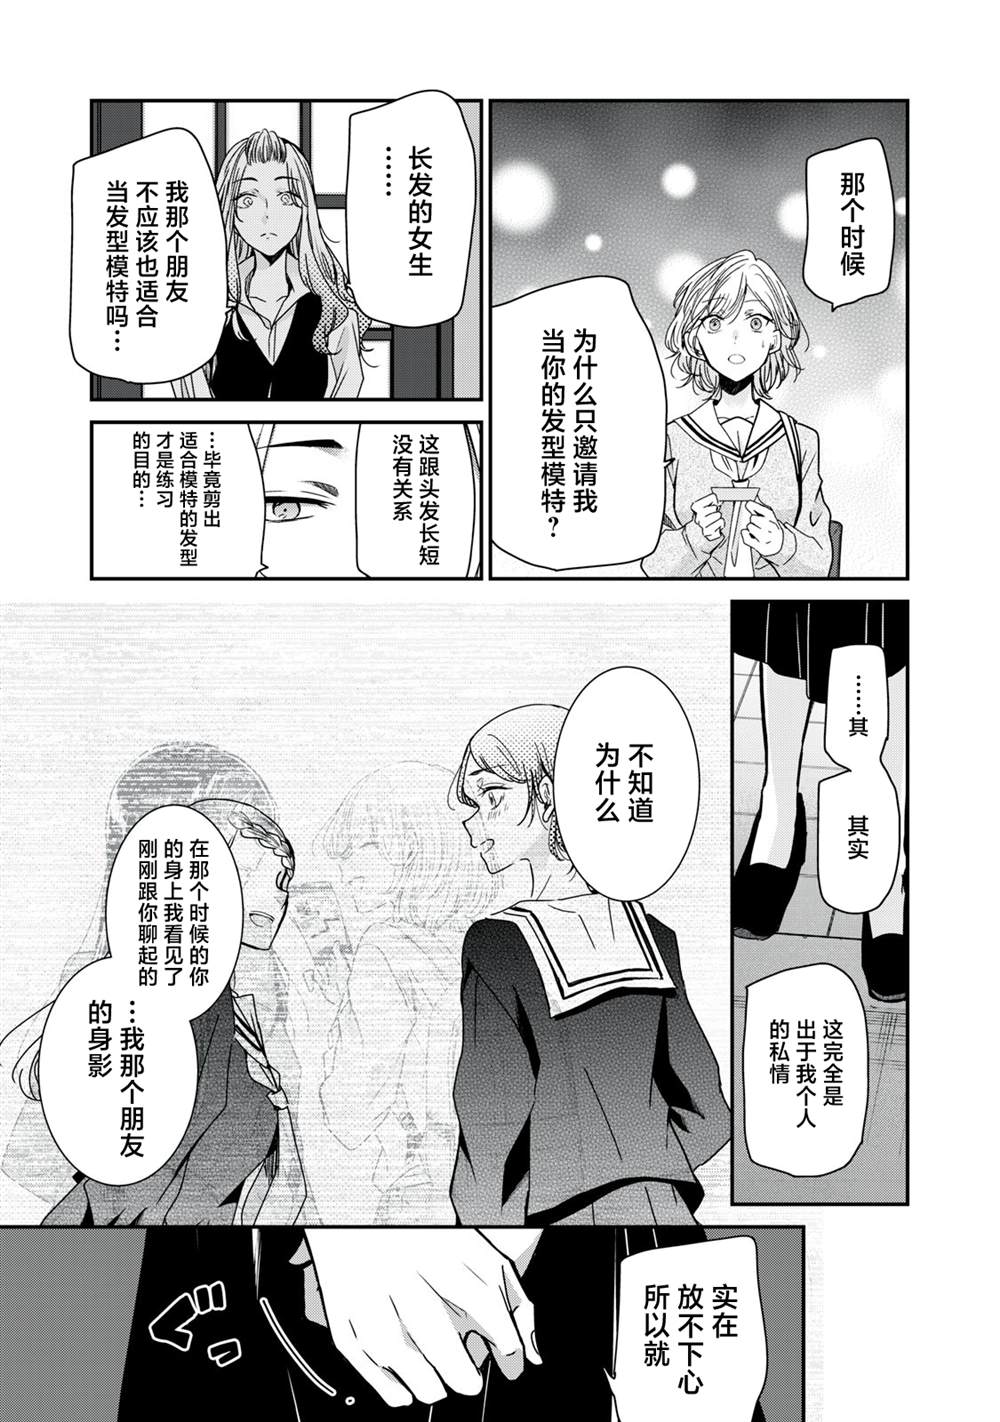 那个时候
为什么只邀请我
当你的发型模特?
……
长发的女生
我那个朋友
不应该也适合
当发型模特吗…
这跟头发长短
没有关系
…毕竟剪出
适合模特的发型
才是练习
的目的…
……其
其实
这完全是
出于我个人
的私情
不知道
为什么
在那个时候的你
的身上我看见了
刚刚跟你聊起的
…我那个朋友
的身影
实在
放不下心
所以就
ぐっ